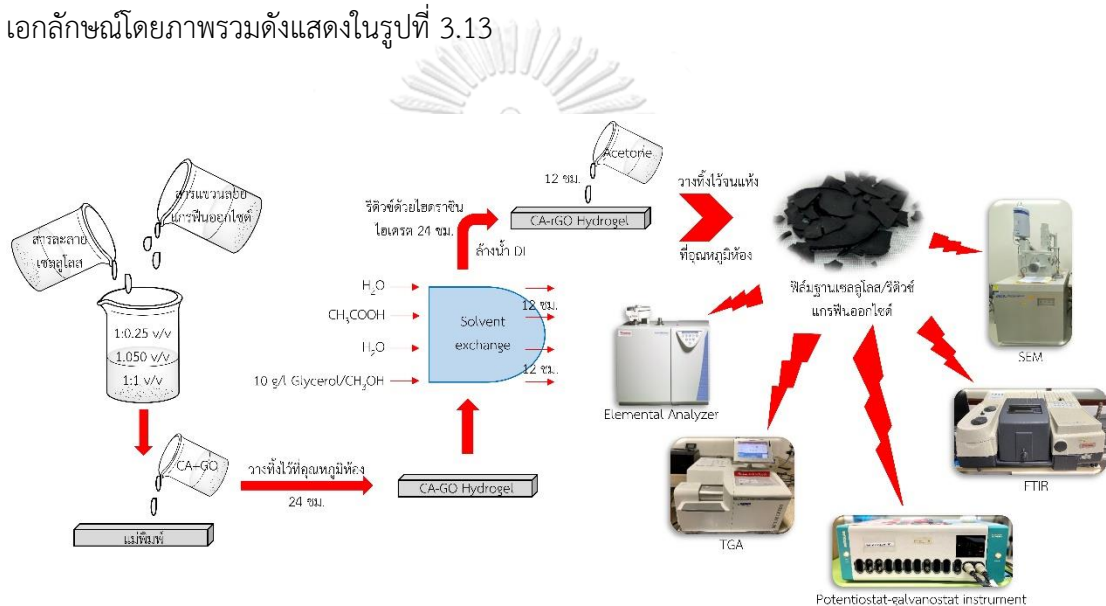 เอกลักษณ์โดยภาพรวมดังแสดงในรูปที่ 3.13
สารละลาย
เซลลูโลส
สารแขวนลอย
แกรฟีนออกไซด์
1:0.25 v/v
1.050 v/v
1:1 v/v
CA+GO
แม่พิมพ์
วางทิ้งไว้ที่อุณหภูมิห้อง
24 ชม.
CA-GO Hydrogel
H2O
CH3COOH
H2O
10 g/l Glycerol/CH3OH
Solvent
exchange
12 ชม.
12 ชม.
รีดิวซ์ด้วยไฮดราซีน
ไฮเดรต 24 ชม.
ล้างน้ำ DI
12 ชม.
Acetone
CA-rGO Hydrogel
วางทิ้งไว้จนแห้ง
ที่อุณหภูมิห้อง
ฟิล์มฐานเซลลูโลส/รีดิวซ์
แกรฟีนออกไซด์
Elemental Analyzer
TGA
Potentiostat-galvanostat instrument
FTIR
SEM